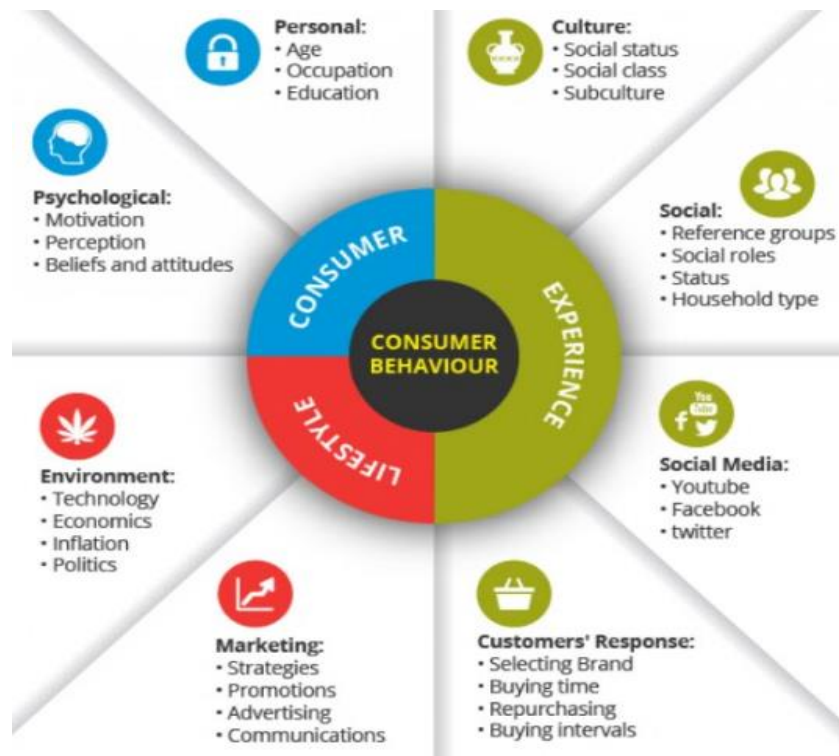 Personal:
• Age
• Occupation
• Education
Culture:
• Social status
• Social class
• Subculture
Psychological:
• Motivation
• Perception
• Beliefs and attitudes
Social:
• Reference groups
• Social roles
• Status
• Household type
CONSUMER
EXPERIENCE
LIFESTYLE
CONSUMER
BEHAVIOUR
Environment:
• Technology
• Economics
• Inflation
• Politics
You
Tube
f
Social Media:
• Youtube
• Facebook
• twitter
Marketing:
• Strategies
• Promotions
• Advertising
• Communications
Customers' Response:
• Selecting Brand
• Buying time
• Repurchasing
• Buying intervals